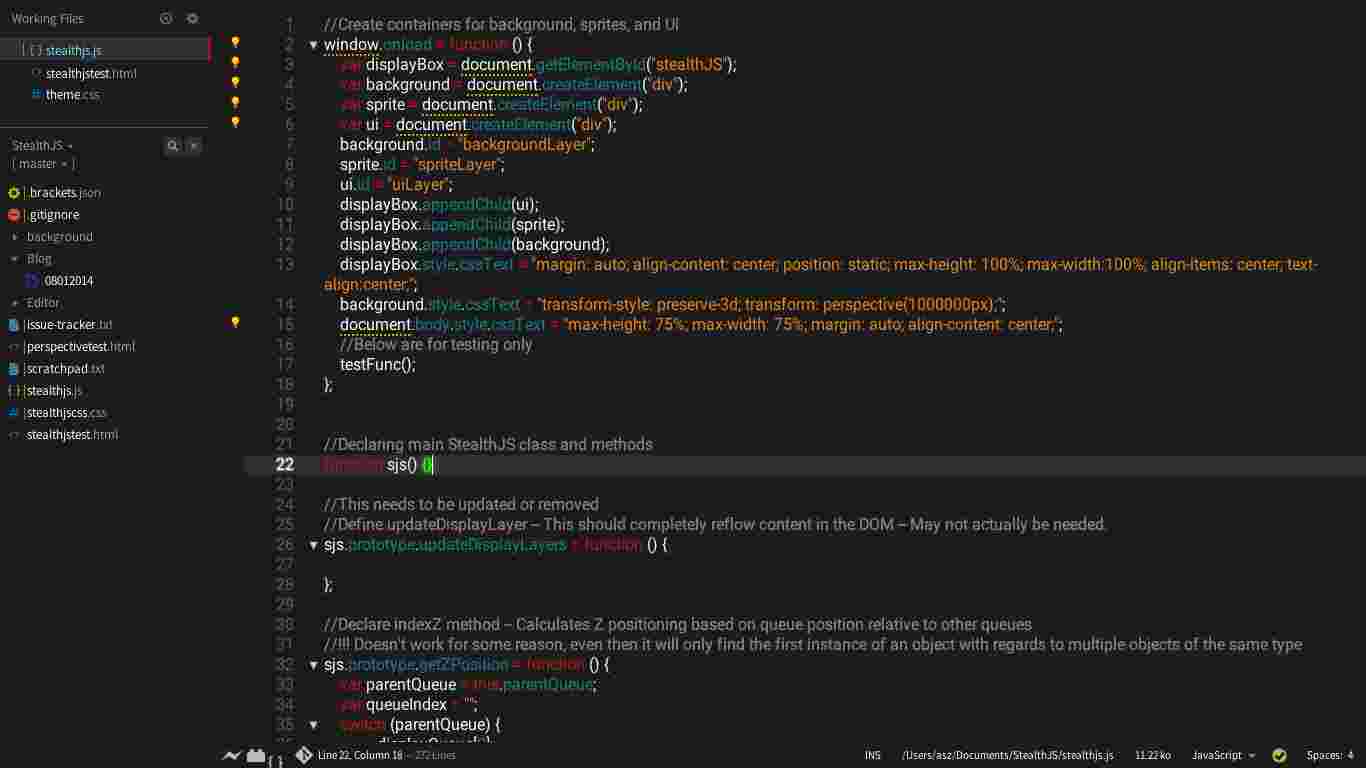 Working Files
stealthjs.js
stealthjstest.html
theme.css
StealthJS
[ master ]
.brackets.json
.gitignore
background
Blog
08012014
Editor
issue-tracker.txt
perspectivetest.html
scratchpad.txt
stealthjs.js
stealthjscss.css
stealthjstest.html
1 //Create containers for background, sprites, and UI
2 window.onload = function () {
3 var displayBox = document.getElementById("stealthJS");
4 var background = document.createElement("div");
5 var sprite = document.createElement("div");
6 var ui = document.createElement("div");
7 background.id = "backgroundLayer";
8 sprite.id = "spriteLayer";
9 ui.id = "uiLayer";
10 displayBox.appendChild(ui);
11 displayBox.appendChild(sprite);
12 displayBox.appendChild(background);
13 displayBox.style.cssText = "margin: auto; align-content: center; position: static; max-height: 100%; max-width:100%; align-items: center; text-
align:center;";
14 background.style.cssText = "transform-style: preserve-3d; transform: perspective(1000000px);";
15 document.body.style.cssText = "max-height: 75%; max-width: 75%; margin: auto; align-content: center;";
16 //Below are for testing only
17 testFunc();
18 };
19
20
21 //Declaring main StealthJS class and methods
22 function sjs() {}
23
24 //This needs to be updated or removed
25 //Define updateDisplayLayer -- This should completely reflow content in the DOM -- May not actually be needed.
26 sjs.prototype.updateDisplayLayers = function () {
27
28 };
29
30 //Declare indexZ method -- Calculates Z positioning based on queue position relative to other queues
31 //!!! Doesn't work for some reason, even then it will only find the first instance of an object with regards to multiple objects of the same type
32 sjs.prototype.getZPosition = function () {
33 var parentQueue = this.parentQueue;
34 var queueIndex = "";
35 switch (parentQueue) {
Line 22, Column 18 — 272 Lines
INS /Users/asz/Documents/StealthJS/stealthjs.js 11.22 ko JavaScript Spaces: 4